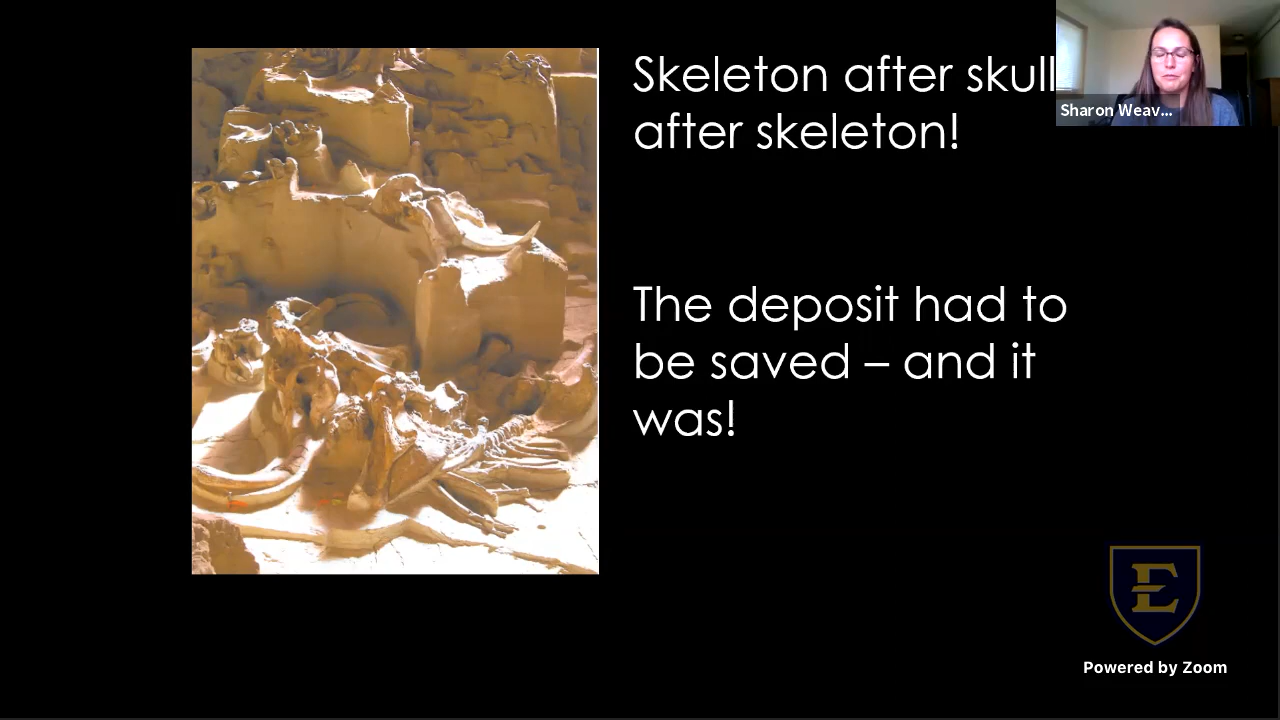 Skeleton after skull
after skeleton!
Sharon Weav...
The deposit had to
be saved – and it
was!
E
Powered by Zoom